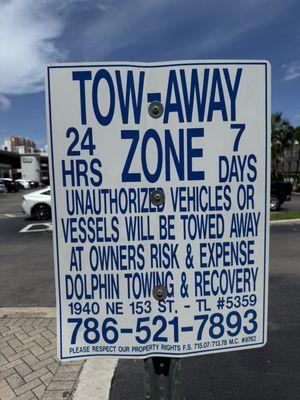 TOW-AWAY
24 HRS ZONE 7 DAYS
UNAUTHORIZED VEHICLES OR
VESSELS WILL BE TOWED AWAY
AT OWNERS RISK & EXPENSE
DOLPHIN TOWING & RECOVERY
1940 NE 153 ST. - TL #5359
786-521-7893
PLEASE RESPECT OUR PROPERTY RIGHTS F.S. 715.07/713.78 M.C. #9762